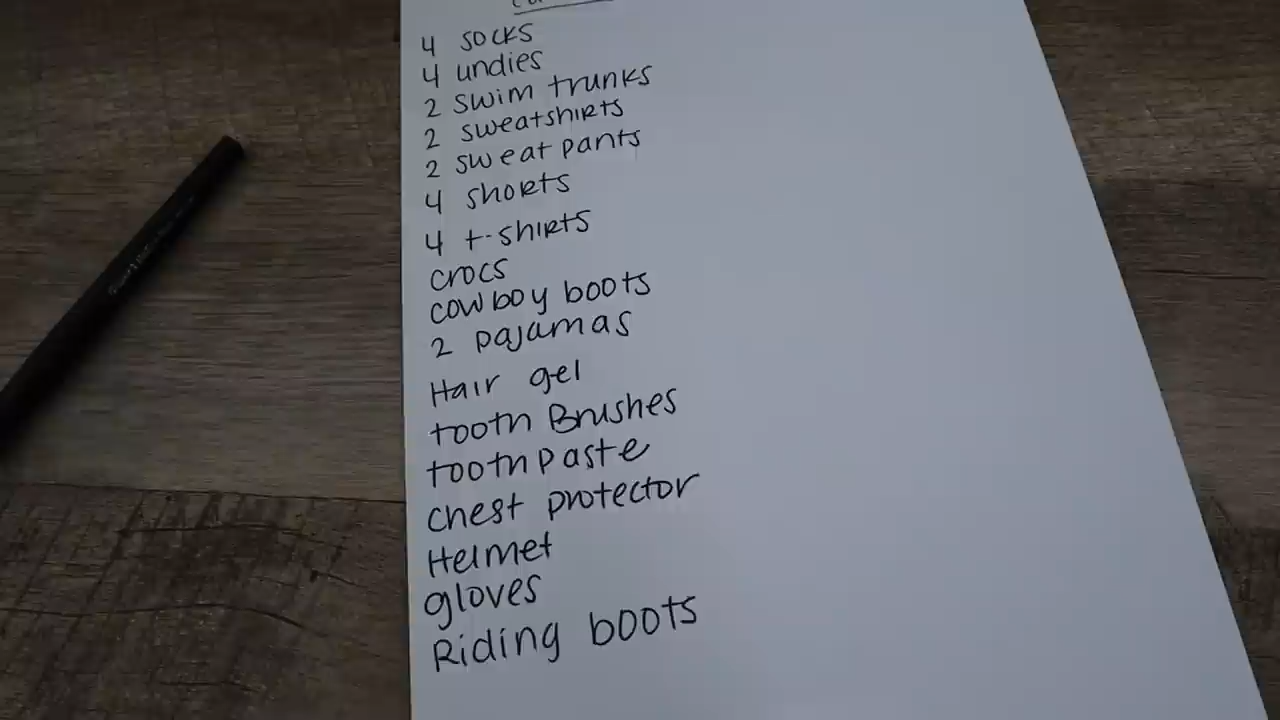 4 socks
4 undies
2 swim trunks
2 sweatshirts
2 sweat pants
4 shorts
4 t-shirts
crocs
cowboy boots
2 pajamas
Hair gel
tooth Brushes
toothpaste
chest protector
Helmet
gloves
Riding boots